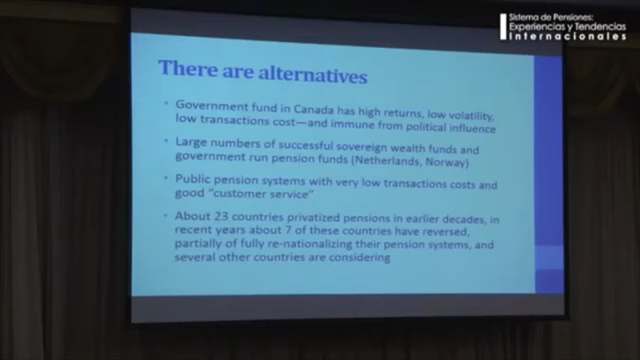 Sistema de Pensiones:
Experiencias y Tendencias
Internacionales
There are alternatives
• Government fund in Canada has high returns, low volatility,
low transactions cost—and immune from political influence
• Large numbers of successful sovereign wealth funds and
government run pension funds (Netherlands, Norway)
• Public pension systems with very low transactions costs and
good "customer service"
• About 23 countries privatized pensions in earlier decades, in
recent years about 7 of these countries have reversed,
partially of fully re-nationalizing their pension systems, and
several other countries are considering